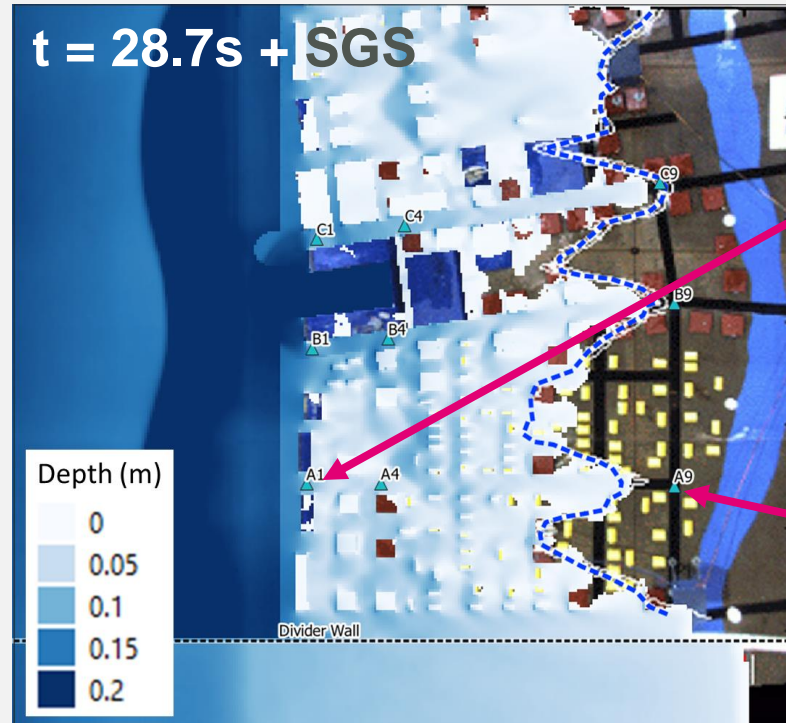 t = 28.7s + SGS
C9
C1
C4
B9
B1
B4
A1
A4
A9
Depth (m)
0
0.05
0.1
0.15
0.2
Divider Wall